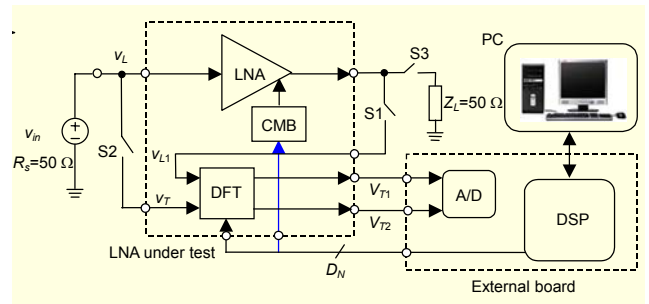 PC
v_L
S3
LNA
Z_L=50 Ω
S1
CMB
v_in
S2
v_L1
R_s=50 Ω
DFT
V_T1
A/D
v_T
V_T2
DSP
LNA under test
D_N
External board